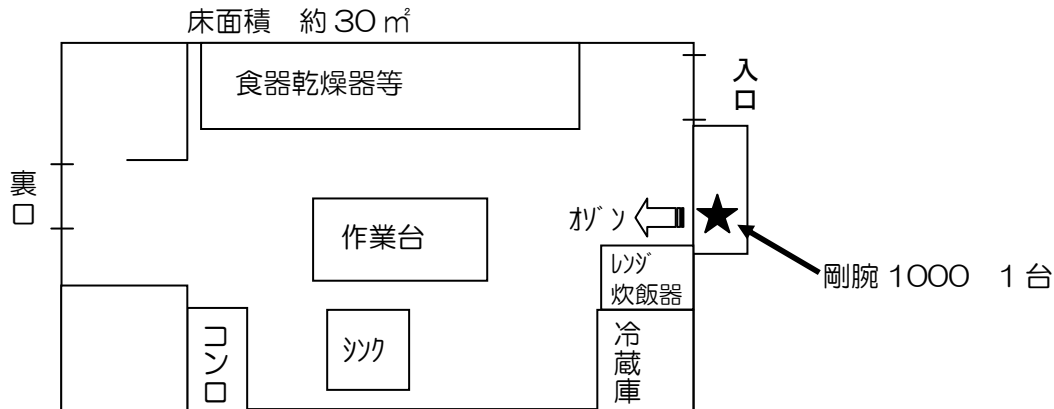 床面積　約30㎡
食器乾燥器等
入口
裏口
作業台
ｵｿﾞﾝ
ﾚﾝｼﾞ
炊飯器
剛腕1000　1台
コンロ
ｼﾝｸ
冷蔵庫